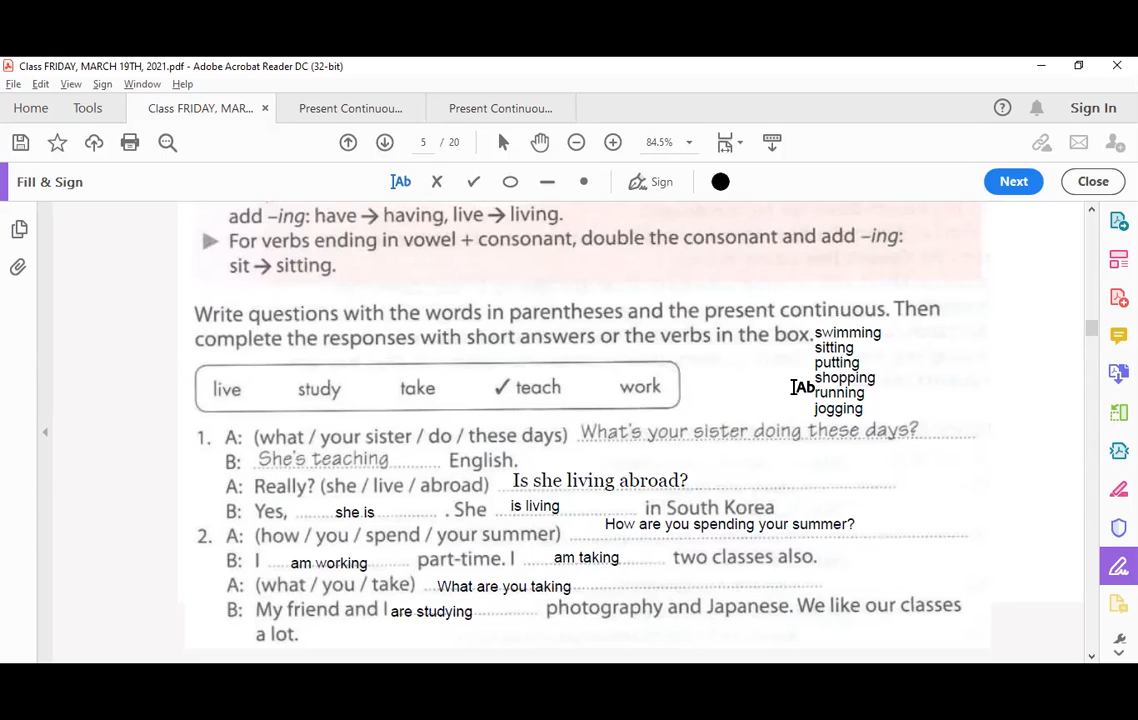 Class FRIDAY, MARCH 19TH, 2021.pdf - Adobe Acrobat Reader DC (32-bit)
File Edit View Sign Window Help
Home Tools Class FRIDAY, MAR... × Present Continuou... Present Continuou... Sign In
5 / 20 84.5%
Fill & Sign Ab Sign Next Close
add –ing: have → having, live → living.
For verbs ending in vowel + consonant, double the consonant and add –ing:
sit → sitting.
Write questions with the words in parentheses and the present continuous. Then
complete the responses with short answers or the verbs in the box.
swimming
sitting
putting
shopping
running
jogging
Ab
live study take ✓ teach work
1. A: (what / your sister / do / these days) What's your sister doing these days?
B: She's teaching English.
A: Really? (she / live / abroad) Is she living abroad?
B: Yes, she is . She is living in South Korea
2. A: (how / you / spend / your summer) How are you spending your summer?
B: I am working part-time. I am taking two classes also.
A: (what / you / take) What are you taking
B: My friend and I are studying photography and Japanese. We like our classes
a lot.